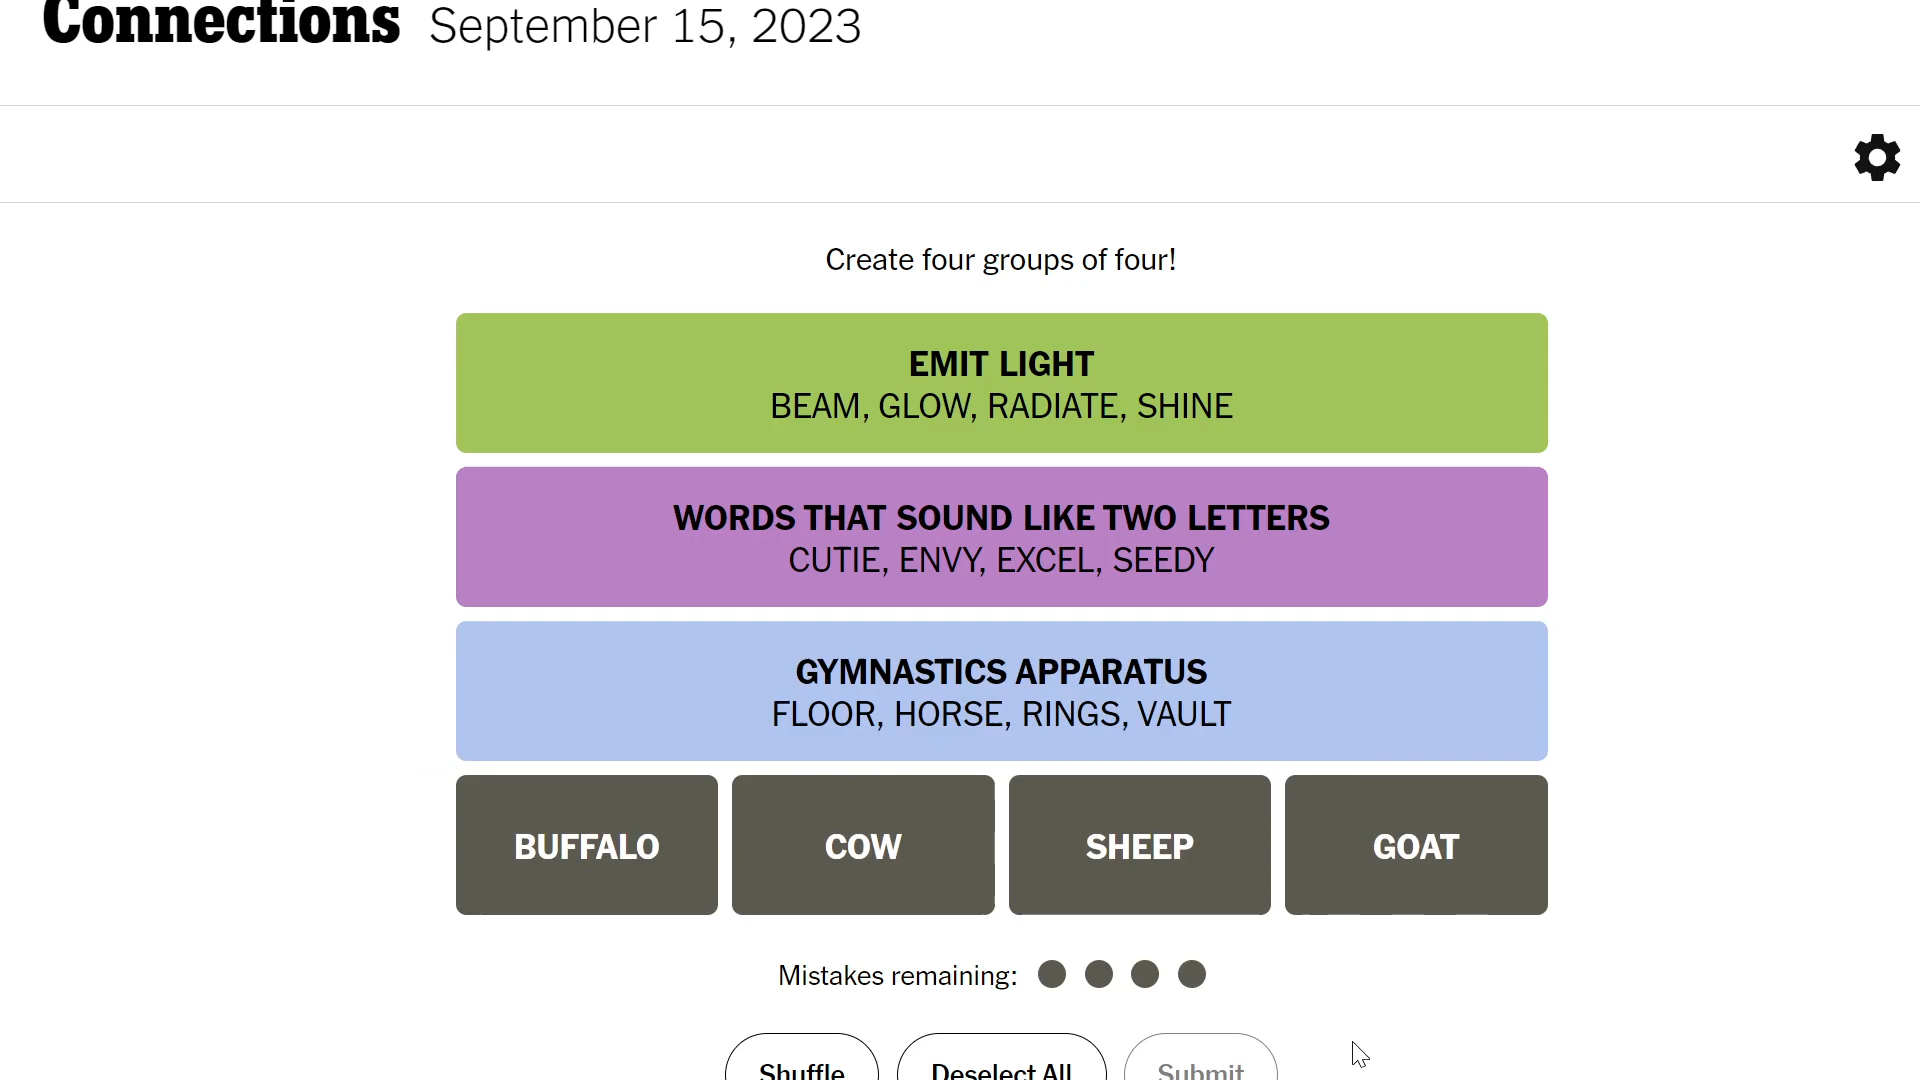 Connections September 15, 2023
Create four groups of four!
EMIT LIGHT
BEAM, GLOW, RADIATE, SHINE
WORDS THAT SOUND LIKE TWO LETTERS
CUTIE, ENVY, EXCEL, SEEDY
GYMNASTICS APPARATUS
FLOOR, HORSE, RINGS, VAULT
BUFFALO COW SHEEP GOAT
Mistakes remaining:
Shuffle Deselect All Submit